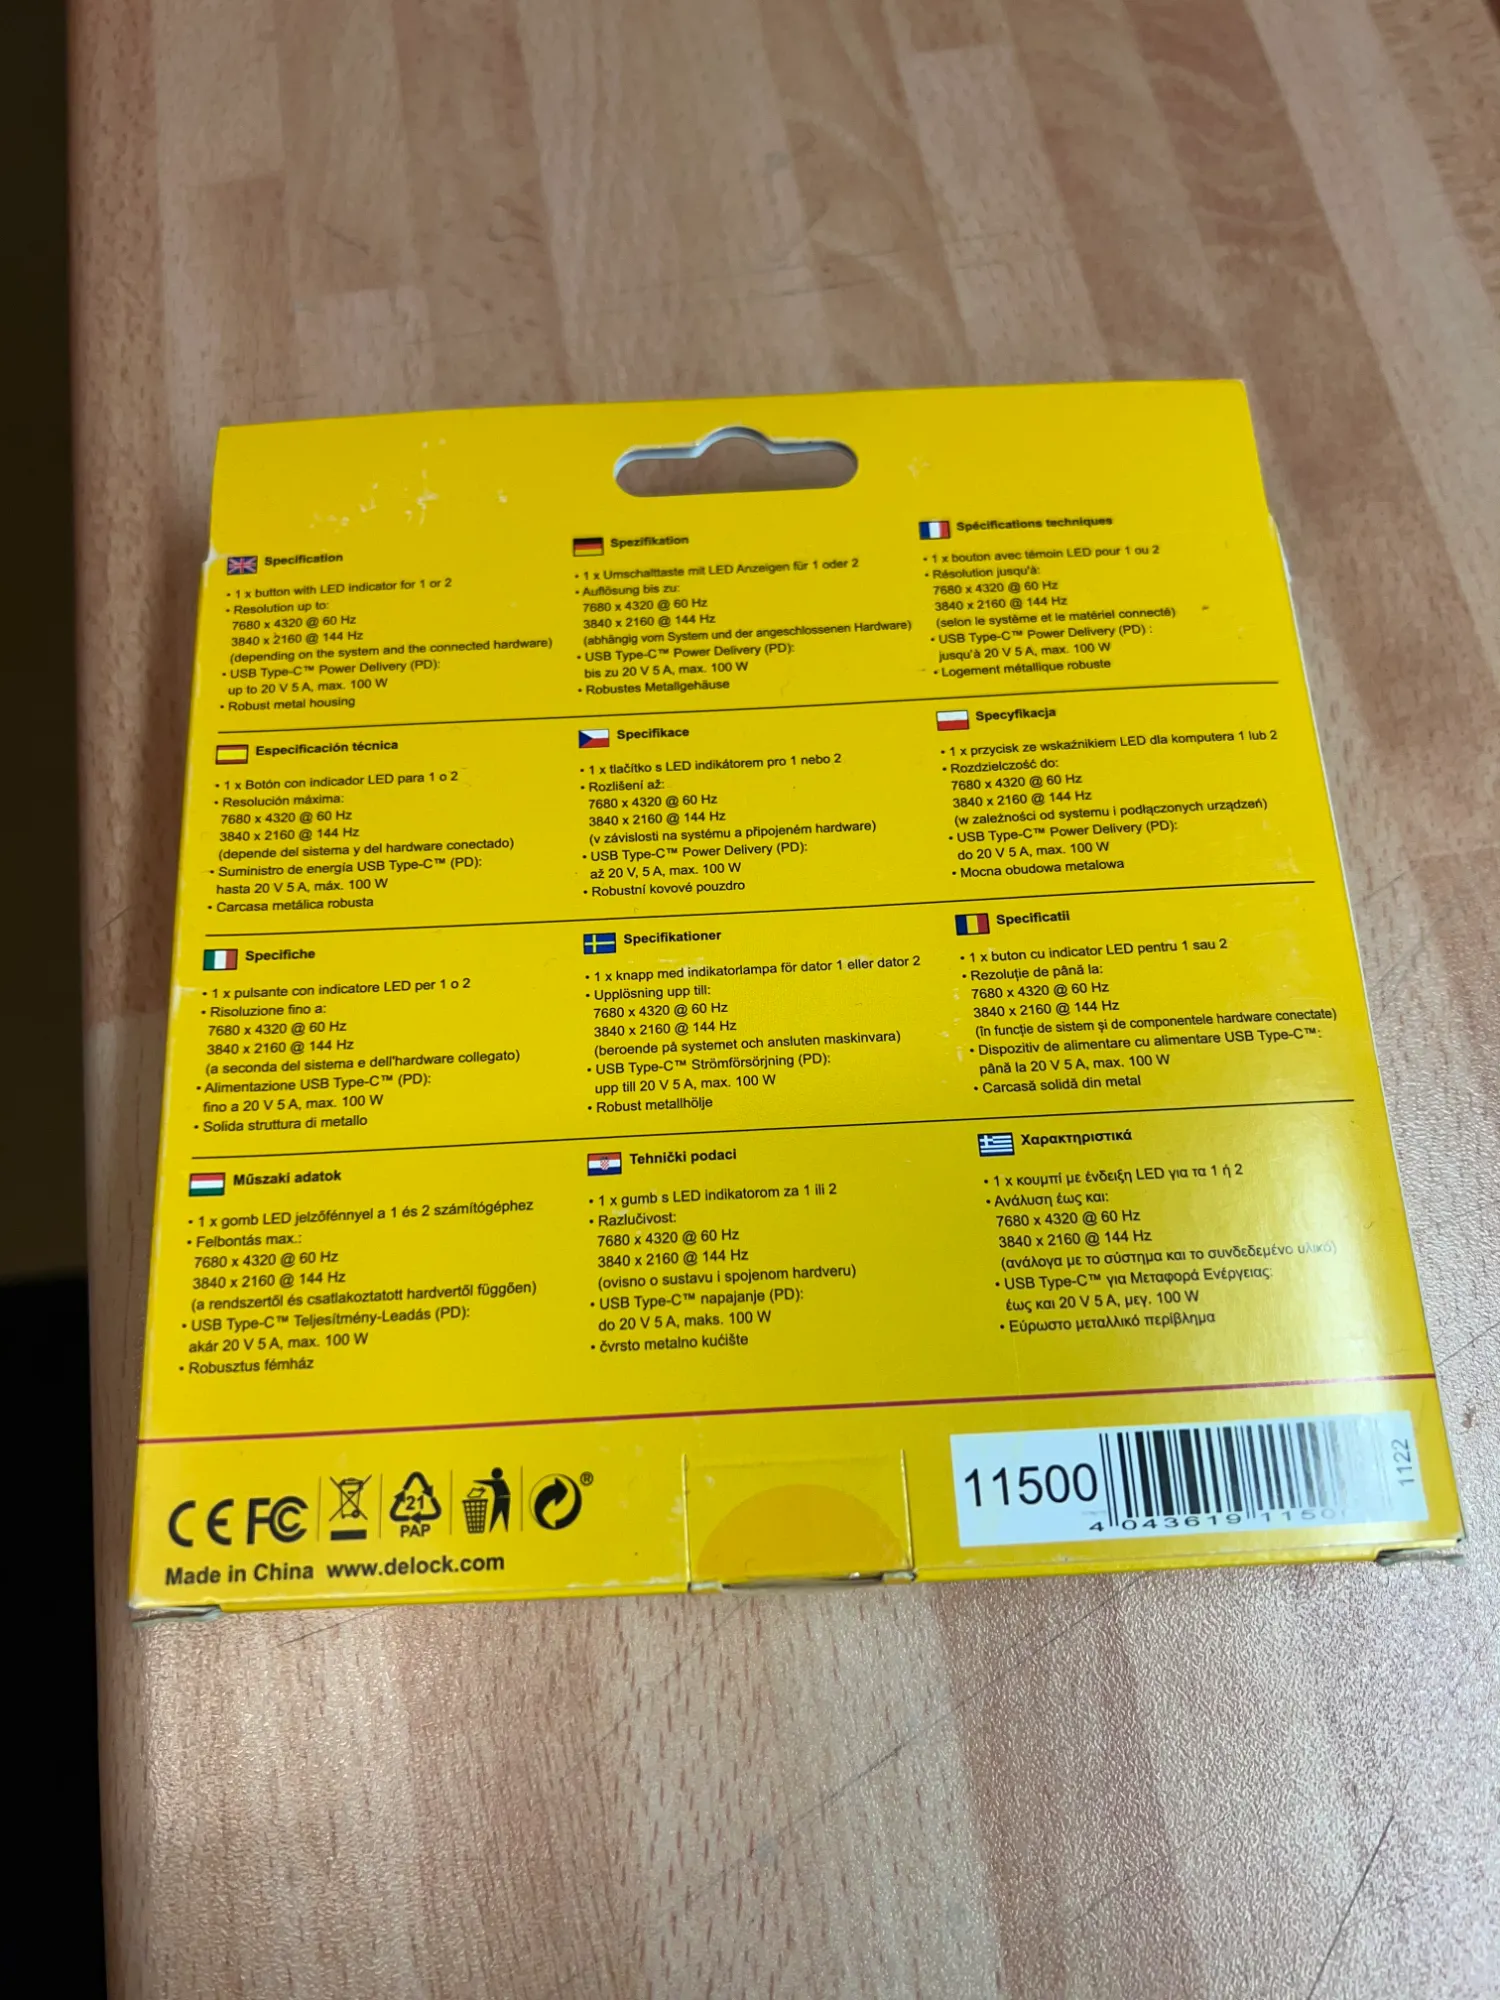 Specification
• 1 x button with LED indicator for 1 or 2
• Resolution up to:
7680 x 4320 @ 60 Hz
3840 x 2160 @ 144 Hz
(depending on the system and the connected hardware)
• USB Type-C™ Power Delivery (PD):
up to 20 V 5 A, max. 100 W
• Robust metal housing
Spezifikation
• 1 x Umschalttaste mit LED Anzeigen für 1 oder 2
• Auflösung bis zu:
7680 x 4320 @ 60 Hz
3840 x 2160 @ 144 Hz
(abhängig vom System und der angeschlossenen Hardware)
• USB Type-C™ Power Delivery (PD):
bis zu 20 V 5 A, max. 100 W
• Robustes Metallgehäuse
Spécifications techniques
• 1 x bouton avec témoin LED pour 1 ou 2
• Résolution jusqu'à:
7680 x 4320 @ 60 Hz
3840 x 2160 @ 144 Hz
(selon le système et le matériel connecté)
• USB Type-C™ Power Delivery (PD) :
jusqu'à 20 V 5 A, max. 100 W
• Logement métallique robuste
Especificación técnica
• 1 x Botón con indicador LED para 1 o 2
• Resolución máxima:
7680 x 4320 @ 60 Hz
3840 x 2160 @ 144 Hz
(depende del sistema y del hardware conectado)
• Suministro de energía USB Type-C™ (PD):
hasta 20 V 5 A, máx. 100 W
• Carcasa metálica robusta
Specifikace
• 1 x tlačítko s LED indikátorem pro 1 nebo 2
• Rozlišení až:
7680 x 4320 @ 60 Hz
3840 x 2160 @ 144 Hz
(v závislosti na systému a připojeném hardware)
• USB Type-C™ Power Delivery (PD):
až 20 V, 5 A, max. 100 W
• Robustní kovové pouzdro
Specyfikacja
• 1 x przycisk ze wskaźnikiem LED dla komputera 1 lub 2
• Rozdzielczość do:
7680 x 4320 @ 60 Hz
3840 x 2160 @ 144 Hz
(w zależności od systemu i podłączonych urządzeń)
• USB Type-C™ Power Delivery (PD):
do 20 V 5 A, max. 100 W
• Mocna obudowa metalowa
Specifiche
• 1 x pulsante con indicatore LED per 1 o 2
• Risoluzione fino a:
7680 x 4320 @ 60 Hz
3840 x 2160 @ 144 Hz
(a seconda del sistema e dell'hardware collegato)
• Alimentazione USB Type-C™ (PD):
fino a 20 V 5 A, max. 100 W
• Solida struttura di metallo
Specifikationer
• 1 x knapp med indikatorlampa för dator 1 eller dator 2
• Upplösning upp till:
7680 x 4320 @ 60 Hz
3840 x 2160 @ 144 Hz
(beroende på systemet och ansluten maskinvara)
• USB Type-C™ Strömförsörjning (PD):
upp till 20 V 5 A, max. 100 W
• Robust metallhölje
Specificatii
• 1 x buton cu indicator LED pentru 1 sau 2
• Rezoluție de până la:
7680 x 4320 @ 60 Hz
3840 x 2160 @ 144 Hz
(în funcție de sistem și de componentele hardware conectate)
• Dispozitiv de alimentare cu alimentare USB Type-C™:
până la 20 V 5 A, max. 100 W
• Carcasă solidă din metal
Műszaki adatok
• 1 x gomb LED jelzőfénnyel a 1 és 2 számítógéphez
• Felbontás max.:
7680 x 4320 @ 60 Hz
3840 x 2160 @ 144 Hz
(a rendszertől és csatlakoztatott hardvertől függően)
• USB Type-C™ Teljesítmény-Leadás (PD):
akár 20 V 5 A, max. 100 W
• Robusztus fémház
Tehnički podaci
• 1 x gumb s LED indikatorom za 1 ili 2
• Razlučivost:
7680 x 4320 @ 60 Hz
3840 x 2160 @ 144 Hz
(ovisno o sustavu i spojenom hardveru)
• USB Type-C™ napajanje (PD):
do 20 V 5 A, maks. 100 W
• čvrsto metalno kućište
Χαρακτηριστικά
• 1 x κουμπί με ένδειξη LED για τα 1 ή 2
• Ανάλυση έως και:
7680 x 4320 @ 60 Hz
3840 x 2160 @ 144 Hz
(ανάλογα με το σύστημα και το συνδεδεμένο υλικό)
• USB Type-C™ για Μεταφορά Ενέργειας:
έως και 20 V 5 A, μεγ. 100 W
• Εύρωστο μεταλλικό περίβλημα
CE FC
21
PAP
®
Made in China www.delock.com
11500
4 043619 1150
1122